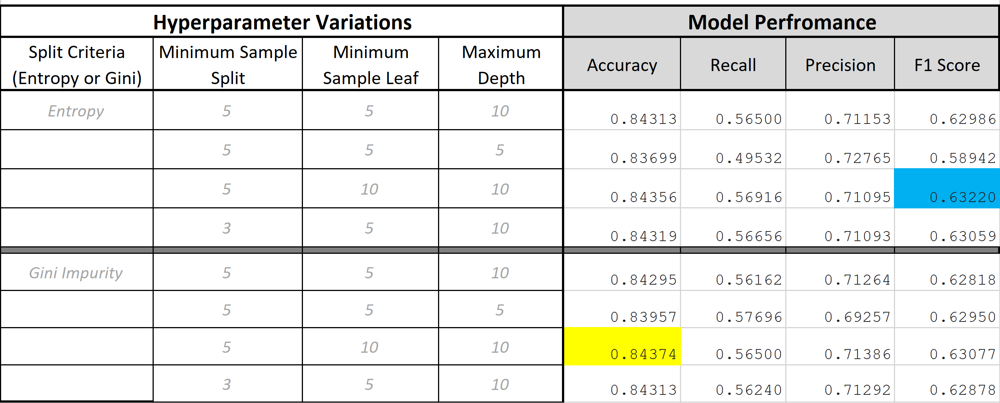 Hyperparameter Variations Model Perfromance
Split Criteria (Entropy or Gini) Minimum Sample Split Minimum Sample Leaf Maximum Depth Accuracy Recall Precision F1 Score
Entropy 5 5 10 0.84313 0.56500 0.71153 0.62986
5 5 5 0.83699 0.49532 0.72765 0.58942
5 10 10 0.84356 0.56916 0.71095 0.63220
3 5 10 0.84319 0.56656 0.71093 0.63059
Gini Impurity 5 5 10 0.84295 0.56162 0.71264 0.62818
5 5 5 0.83957 0.57696 0.69257 0.62950
5 10 10 0.84374 0.56500 0.71386 0.63077
3 5 10 0.84313 0.56240 0.71292 0.62878